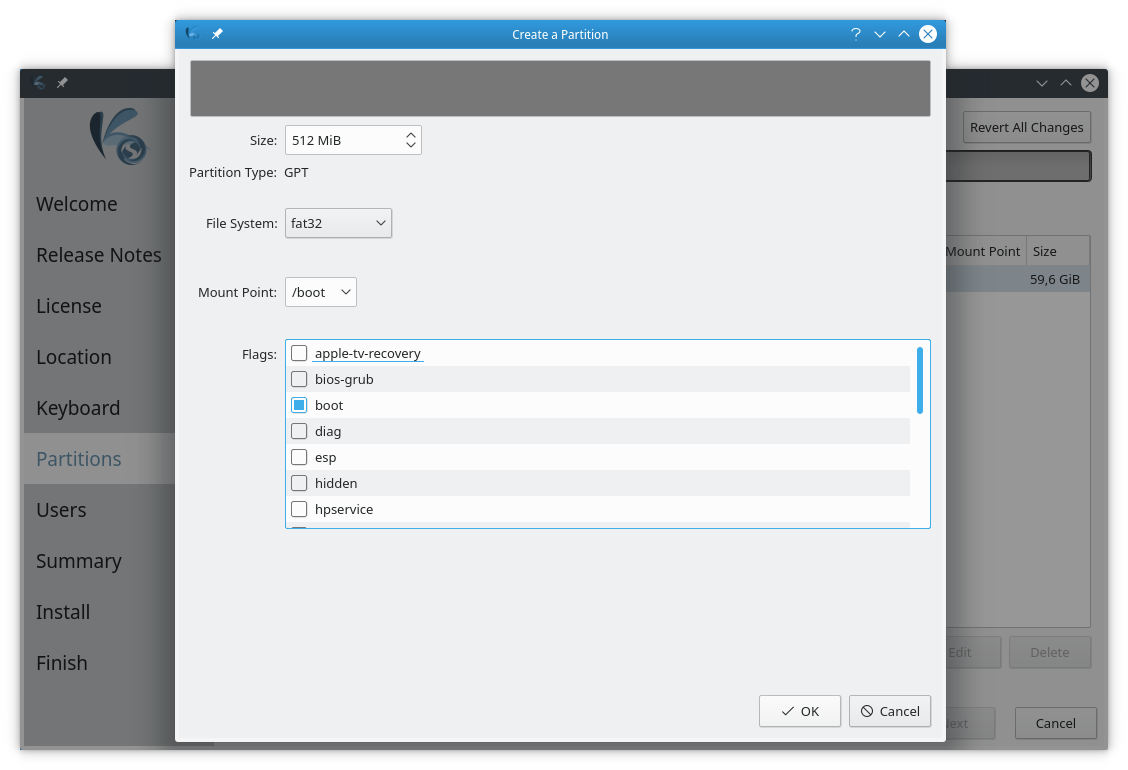 Create a Partition
Size: 512 MiB
Partition Type: GPT
File System: fat32
Mount Point: /boot
Flags:
apple-tv-recovery
bios-grub
boot
diag
esp
hidden
hpservice
OK Cancel
Welcome
Release Notes
License
Location
Keyboard
Partitions
Users
Summary
Install
Finish
Revert All Changes
Mount Point Size
59,6 GiB
Edit Delete
Cancel